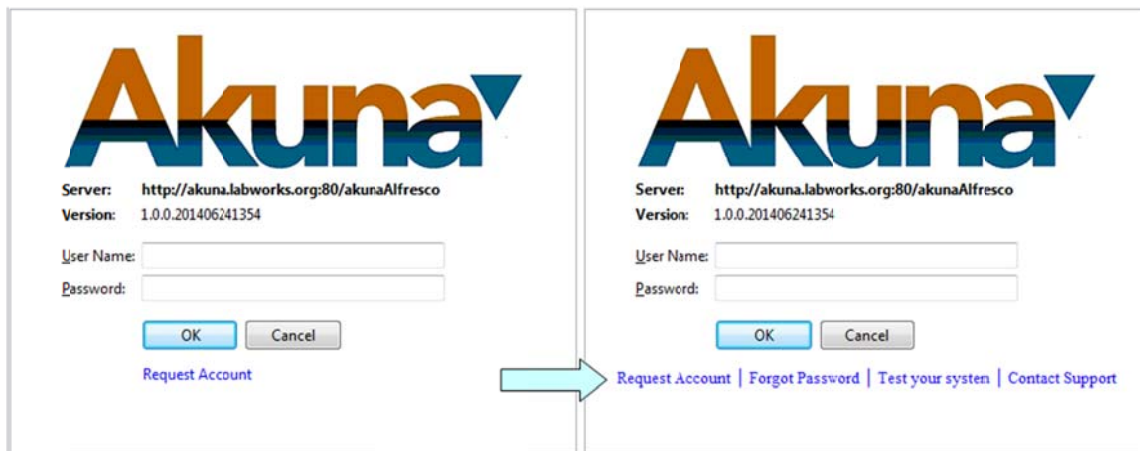 Akuna
Server: http://akuna.labworks.org:80/akunaAlfresco
Version: 1.0.0.201406241354
User Name:
Password:
OK Cancel
Request Account
Akuna
Server: http://akuna.labworks.org:80/akunaAlfresco
Version: 1.0.0.201406241354
User Name:
Password:
OK Cancel
Request Account | Forgot Password | Test your systen | Contact Support